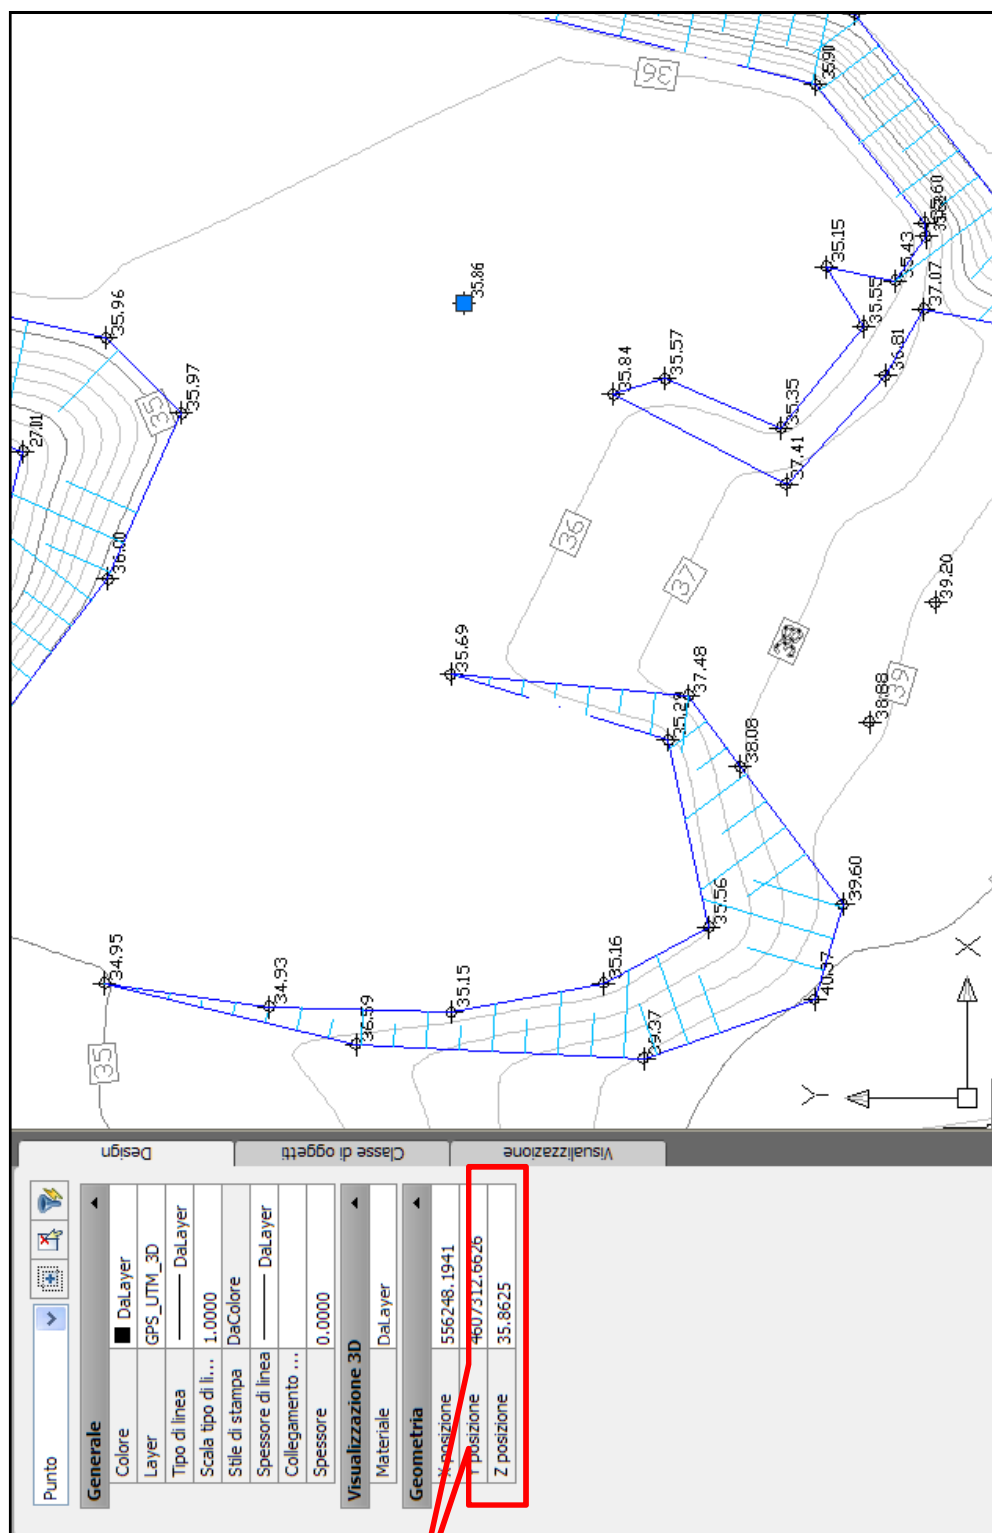 Punto
Generale
Colore DaLayer
Layer GPS_UTM_3D
Tipo di linea DaLayer
Scala tipo di li... 1.0000
Stile di stampa DaColore
Spessore di linea DaLayer
Collegamento ...
Spessore 0.0000
Visualizzazione 3D
Materiale DaLayer
Geometria
X posizione 556248.1941
Y posizione 4607312.6626
Z posizione 35.8625
Design
Classe di oggetti
Visualizzazione
35
34.95
34.93
36.59
35.15
35.16
39.37
35.56
40.37
39.60
36.00
27.01
35
35.97
35.96
35.69
35.29
37.48
38.08
38
38.88
39
39.20
36
37
35.86
35.84
35.57
35.35
37.41
35.55
36.81
35.15
35.43
37.07
35.60
36
35.90
Y
X